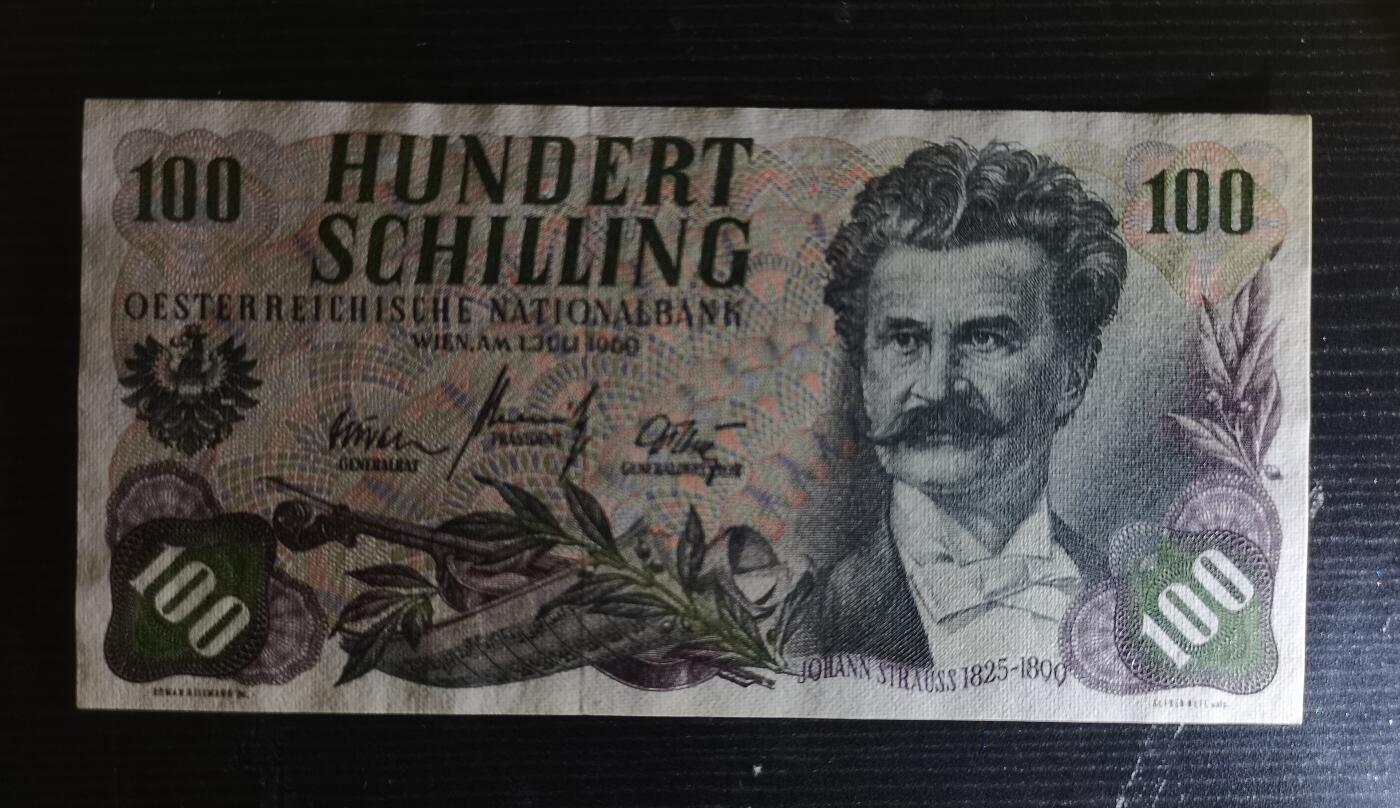 100
HUNDERT
SCHILLING
100
OESTERREICHISCHE NATIONALBANK
WIEN, AM 1. JULI 1960
GENERALRAT
PRÄSIDENT
GENERALDIREKTOR
100
100
JOHANN STRAUSS 1825-1899